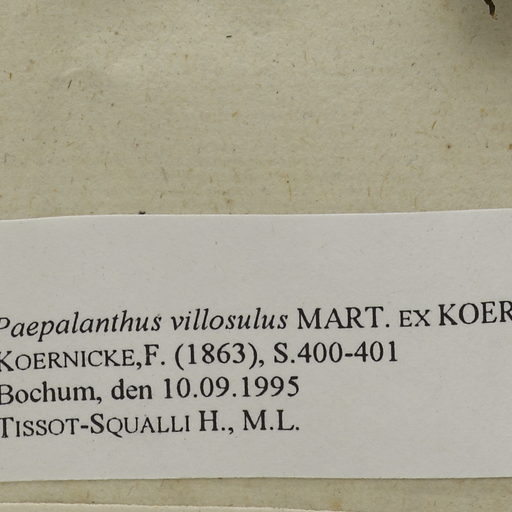 Paepalanthus villosulus MART. EX KOER
KOERNICKE,F. (1863), S.400-401
Bochum, den 10.09.1995
TISSOT-SQUALLI H., M.L.